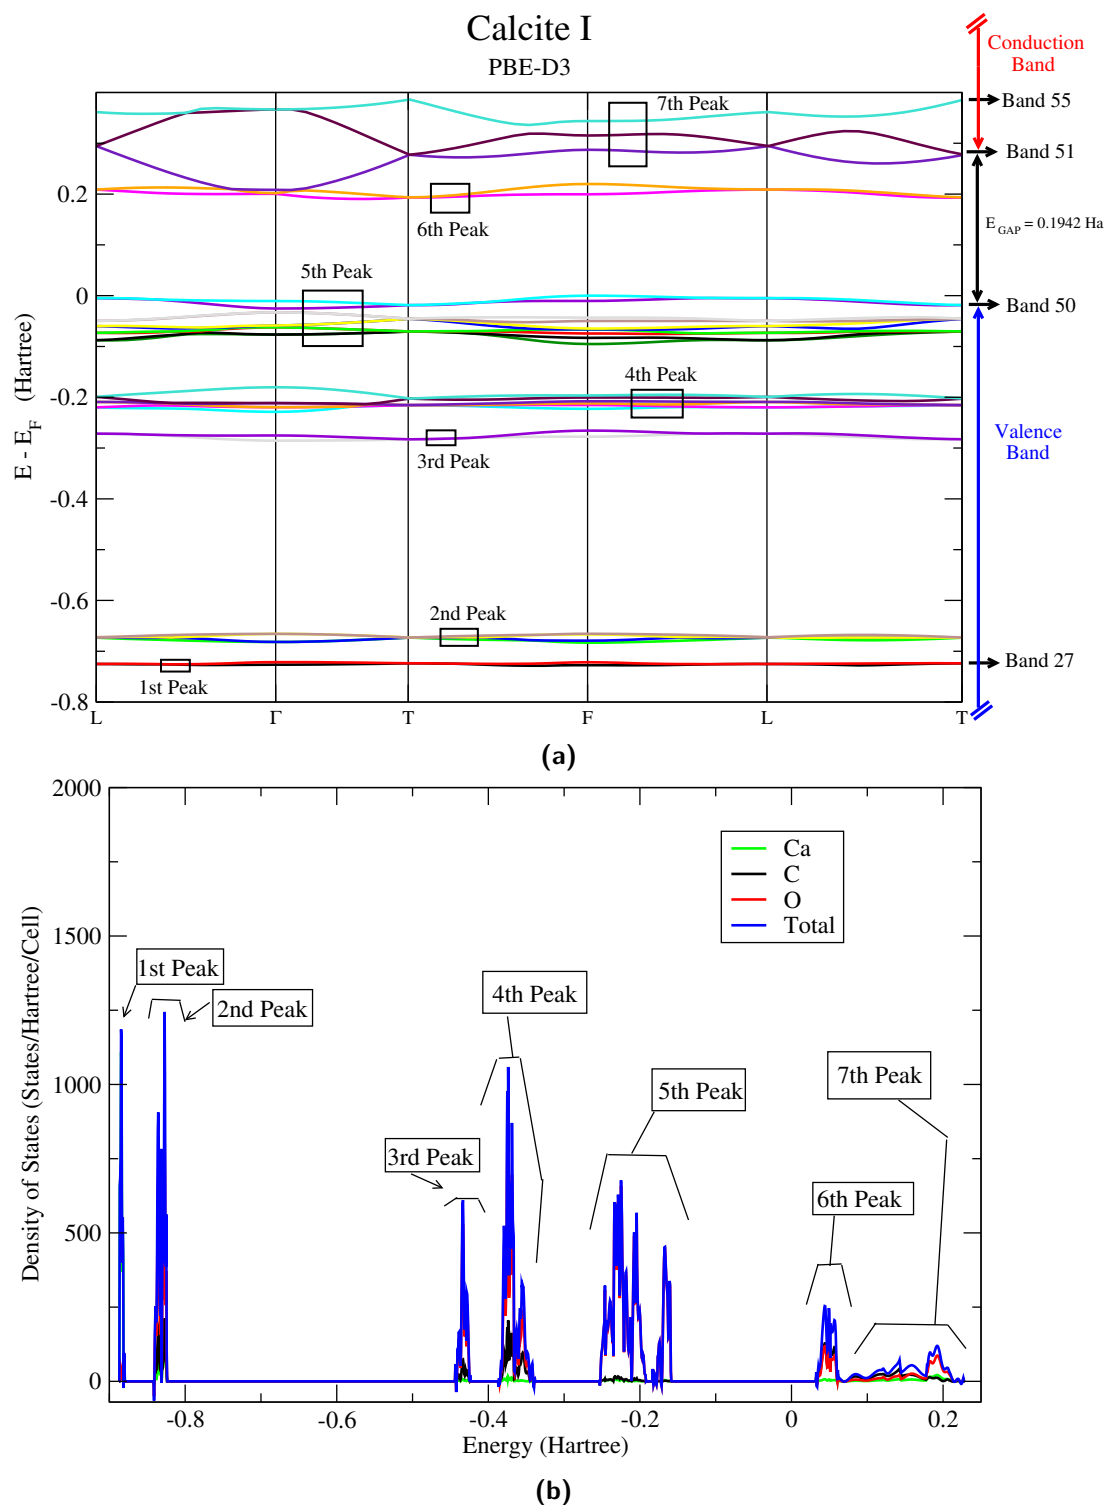 Calcite I
PBE-D3
Conduction
Band
7th Peak
Band 55
Band 51
0.2
6th Peak
E GAP = 0.1942 Ha
5th Peak
0
Band 50
-0.2
4th Peak
Valence
Band
3rd Peak
E - EF (Hartree)
-0.4
-0.6
2nd Peak
1st Peak
Band 27
-0.8
L Γ T F L T
(a)
2000
Ca
C
O
Total
1500
1st Peak
2nd Peak
4th Peak
1000
7th Peak
5th Peak
3rd Peak
6th Peak
Density of States (States/Hartree/Cell)
500
0
-0.8 -0.6 -0.4 -0.2 0 0.2
Energy (Hartree)
(b)